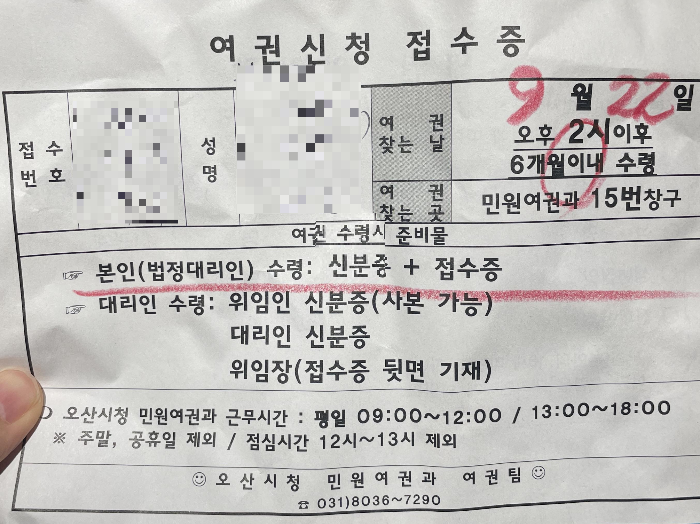 여권신청 접수증
접수
번호
성
명
여 권
찾는 날
9월 22일
오후 2시이후
6개월이내 수령
여 권
찾는 곳
민원여권과 15번창구
여권 수령시 준비물
☞ 본인(법정대리인) 수령: 신분증 + 접수증
☞ 대리인 수령: 위임인 신분증(사본 가능)
대리인 신분증
위임장(접수증 뒷면 기재)
오산시청 민원여권과 근무시간 : 평일 09:00~12:00 / 13:00~18:00
※ 주말, 공휴일 제외 / 점심시간 12시~13시 제외
☺ 오산시청 민원여권과 여권팀 ☺
☎ 031)8036~7290